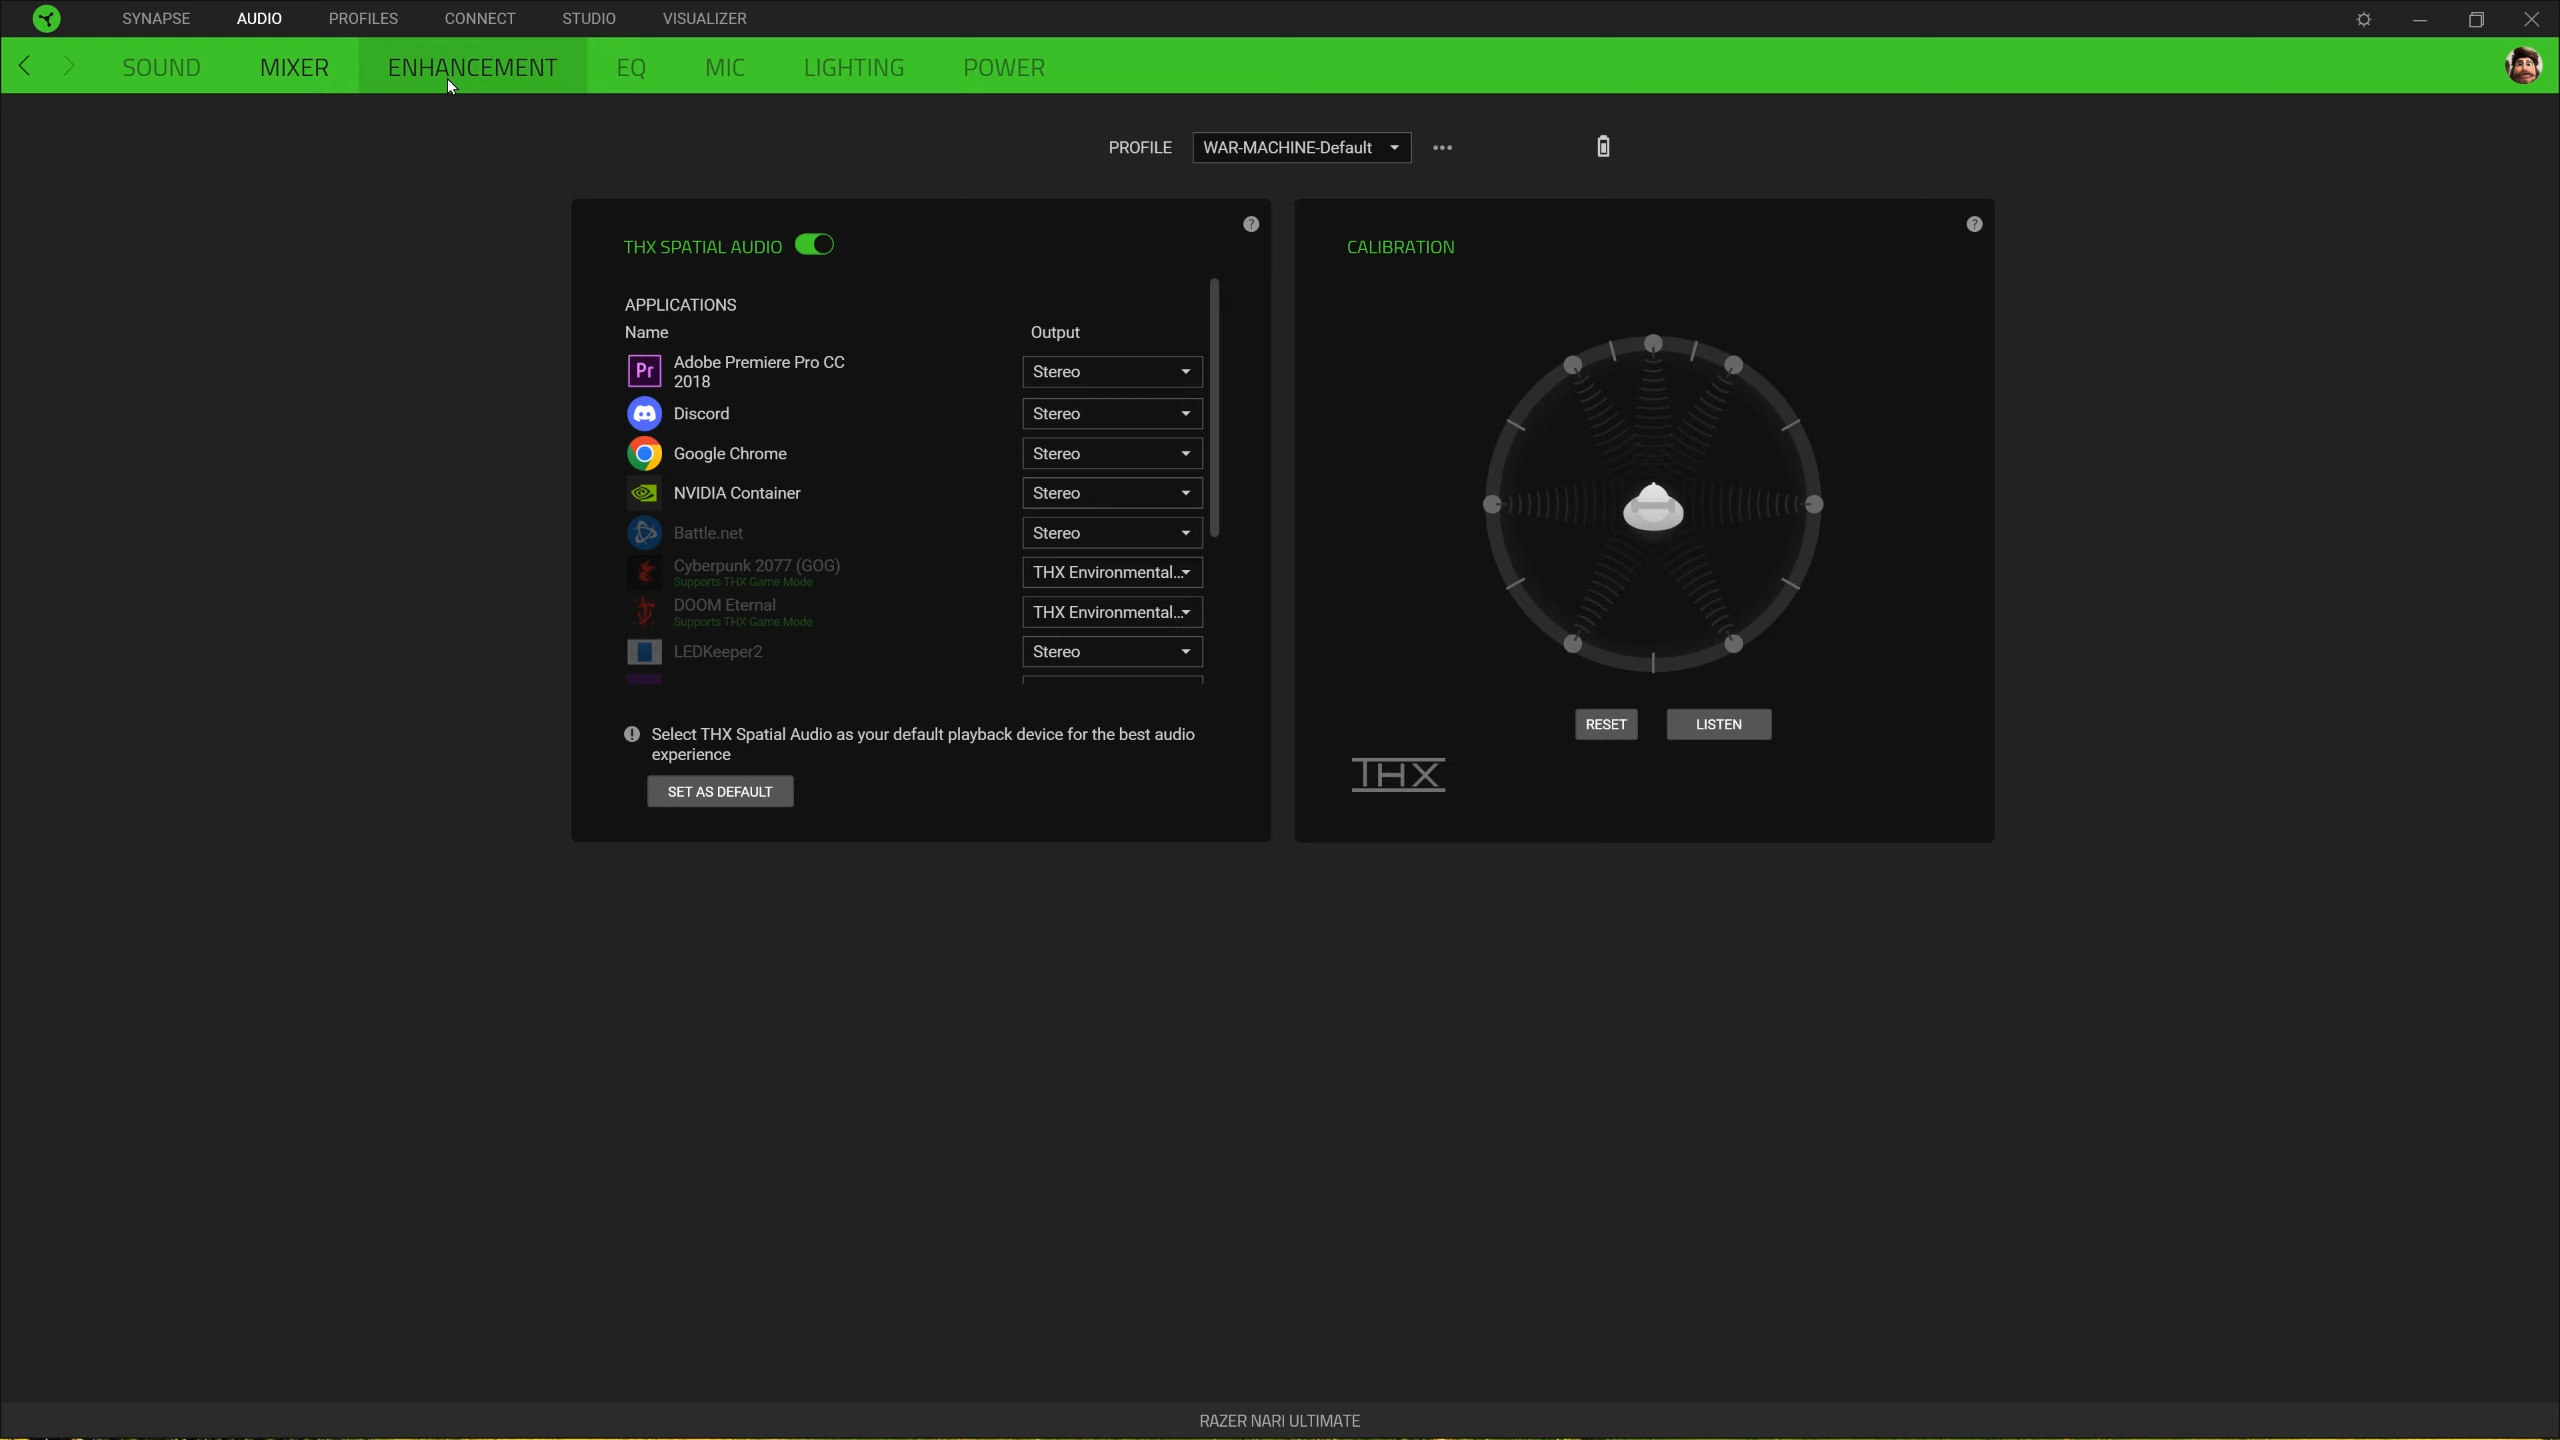 SYNAPSE AUDIO PROFILES CONNECT STUDIO VISUALIZER
SOUND MIXER ENHANCEMENT EQ MIC LIGHTING POWER
PROFILE WAR-MACHINE-Default
THX SPATIAL AUDIO
APPLICATIONS
Name Output
Pr Adobe Premiere Pro CC
2018
Stereo
Discord Stereo
Google Chrome Stereo
NVIDIA Container Stereo
Battle.net Stereo
Cyberpunk 2077 (GOG)
Supports THX Game Mode
THX Environmental...
DOOM Eternal
Supports THX Game Mode
THX Environmental...
LEDKeeper2 Stereo
Select THX Spatial Audio as your default playback device for the best audio
experience
SET AS DEFAULT
CALIBRATION
RESET LISTEN
THX
RAZER NARI ULTIMATE